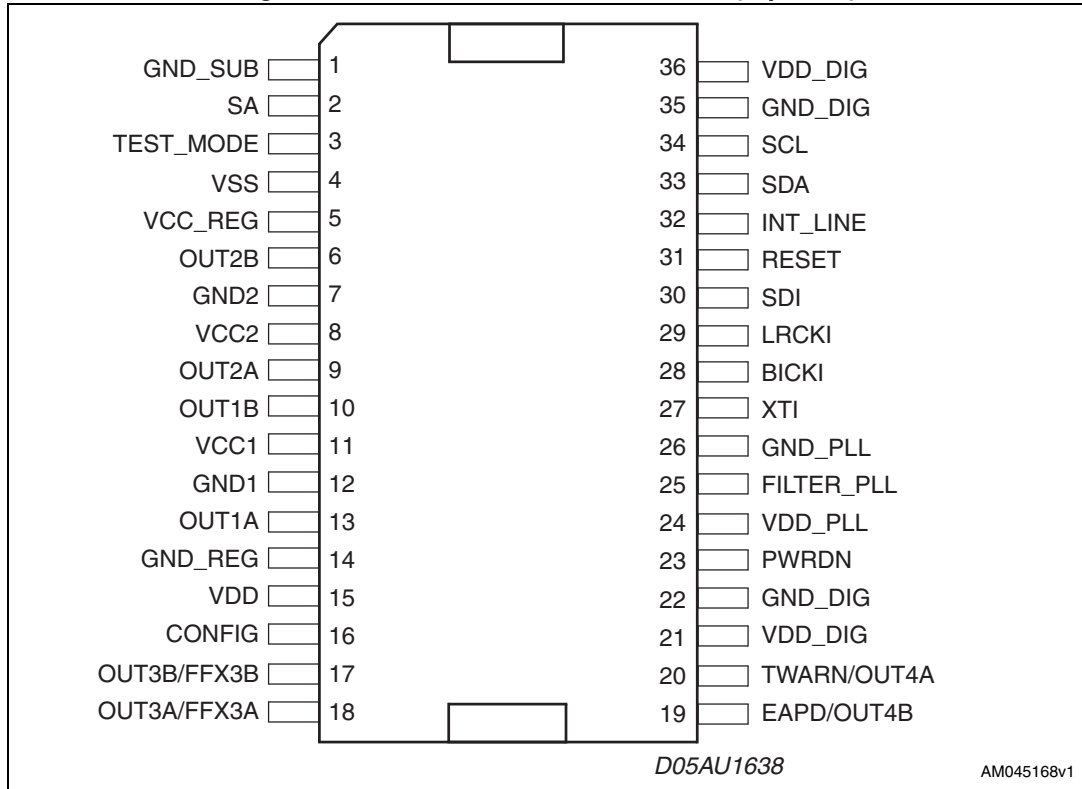 GND_SUB 1 36 VDD_DIG
SA 2 35 GND_DIG
TEST_MODE 3 34 SCL
VSS 4 33 SDA
VCC_REG 5 32 INT_LINE
OUT2B 6 31 RESET
GND2 7 30 SDI
VCC2 8 29 LRCKI
OUT2A 9 28 BICKI
OUT1B 10 27 XTI
VCC1 11 26 GND_PLL
GND1 12 25 FILTER_PLL
OUT1A 13 24 VDD_PLL
GND_REG 14 23 PWRDN
VDD 15 22 GND_DIG
CONFIG 16 21 VDD_DIG
OUT3B/FFX3B 17 20 TWARN/OUT4A
OUT3A/FFX3A 18 19 EAPD/OUT4B
D05AU1638
AM045168v1